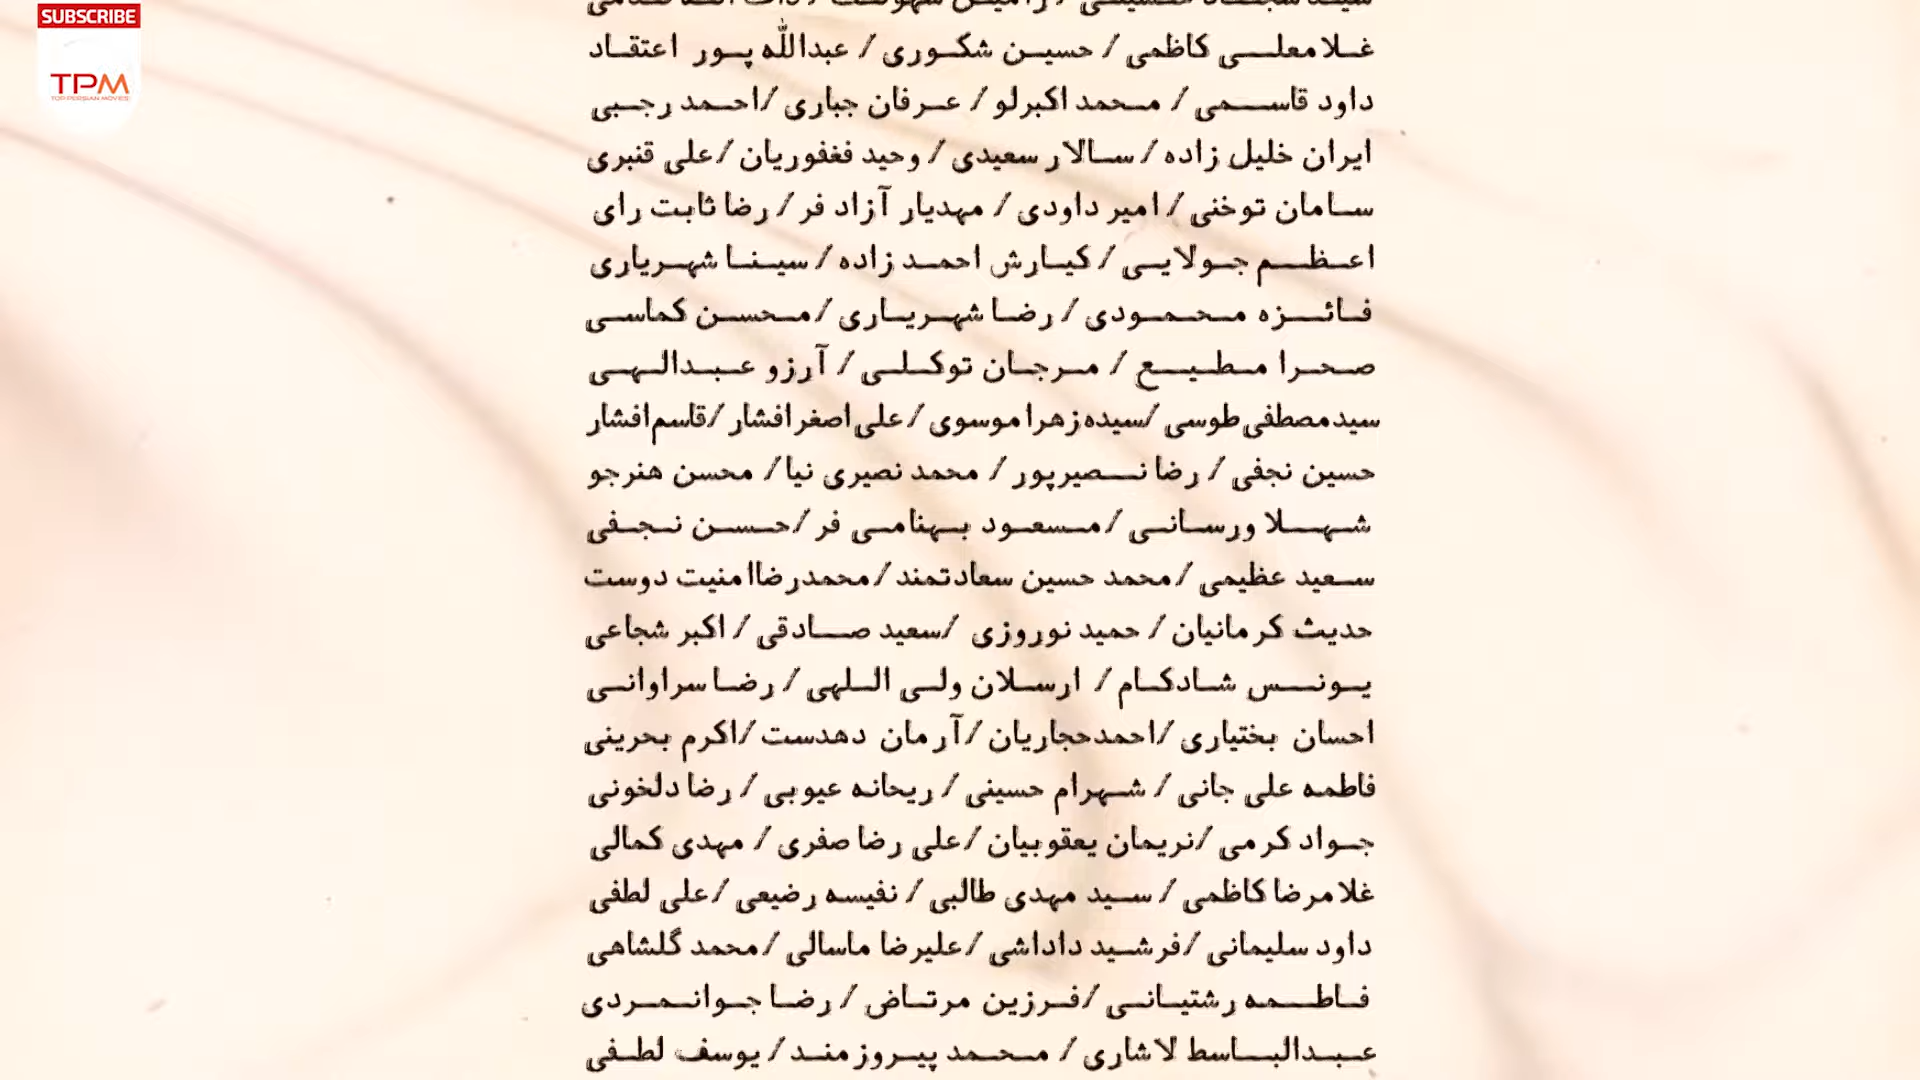 SUBSCRIBE
TPM
TOP PERSIAN MOVIES
غلامعلی کاظمی / حسین شکوری / عبدالله پور اعتقاد
داود قاسمی / محمد اکبرلو / عرفان جباری / احمد رجبی
ایران خلیل زاده / سالار سعیدی / وحید فغفوریان / علی قنبری
سامان توخنی / امیر داودی / مهدیار آزاد فر / رضا ثابت رای
اعظم جولایی / کیارش احمد زاده / سینا شهریاری
فائزه محمودی / رضا شهریاری / محسن کماسی
صحرا مطیع / مرجان توکلی / آرزو عبدالهی
سیدمصطفی طوسی / سیده زهرا موسوی / علی اصغر افشار / قاسم افشار
حسین نجفی / رضا نصیرپور / محمد نصیری نیا / محسن هنرجو
شهلا ورسانی / مسعود بهنامی فر / حسن نجفی
سعید عظیمی / محمد حسین سعادتمند / محمدرضا امنیت دوست
حدیث کرمانیان / حمید نوروزی / سعید صادقی / اکبر شجاعی
یونس شادکام / ارسلان ولی اللهی / رضا سراوانی
احسان بختیاری / احمدحجاریان / آرمان دهدست / اکرم بحرینی
فاطمه علی جانی / شهرام حسینی / ریحانه عیوبی / رضا دلخونی
جواد کرمی / نریمان یعقوبیان / علی رضا صفری / مهدی کمالی
غلامرضا کاظمی / سید مهدی طالبی / نفیسه رضیعی / علی لطفی
داود سلیمانی / فرشید داداشی / علیرضا ماسالی / محمد گلشاهی
فاطمه رشتیانی / فرزین مرتاض / رضا جوانمردی
عبدالباسط لاشاری / محمد پیروزمند / یوسف لطفی